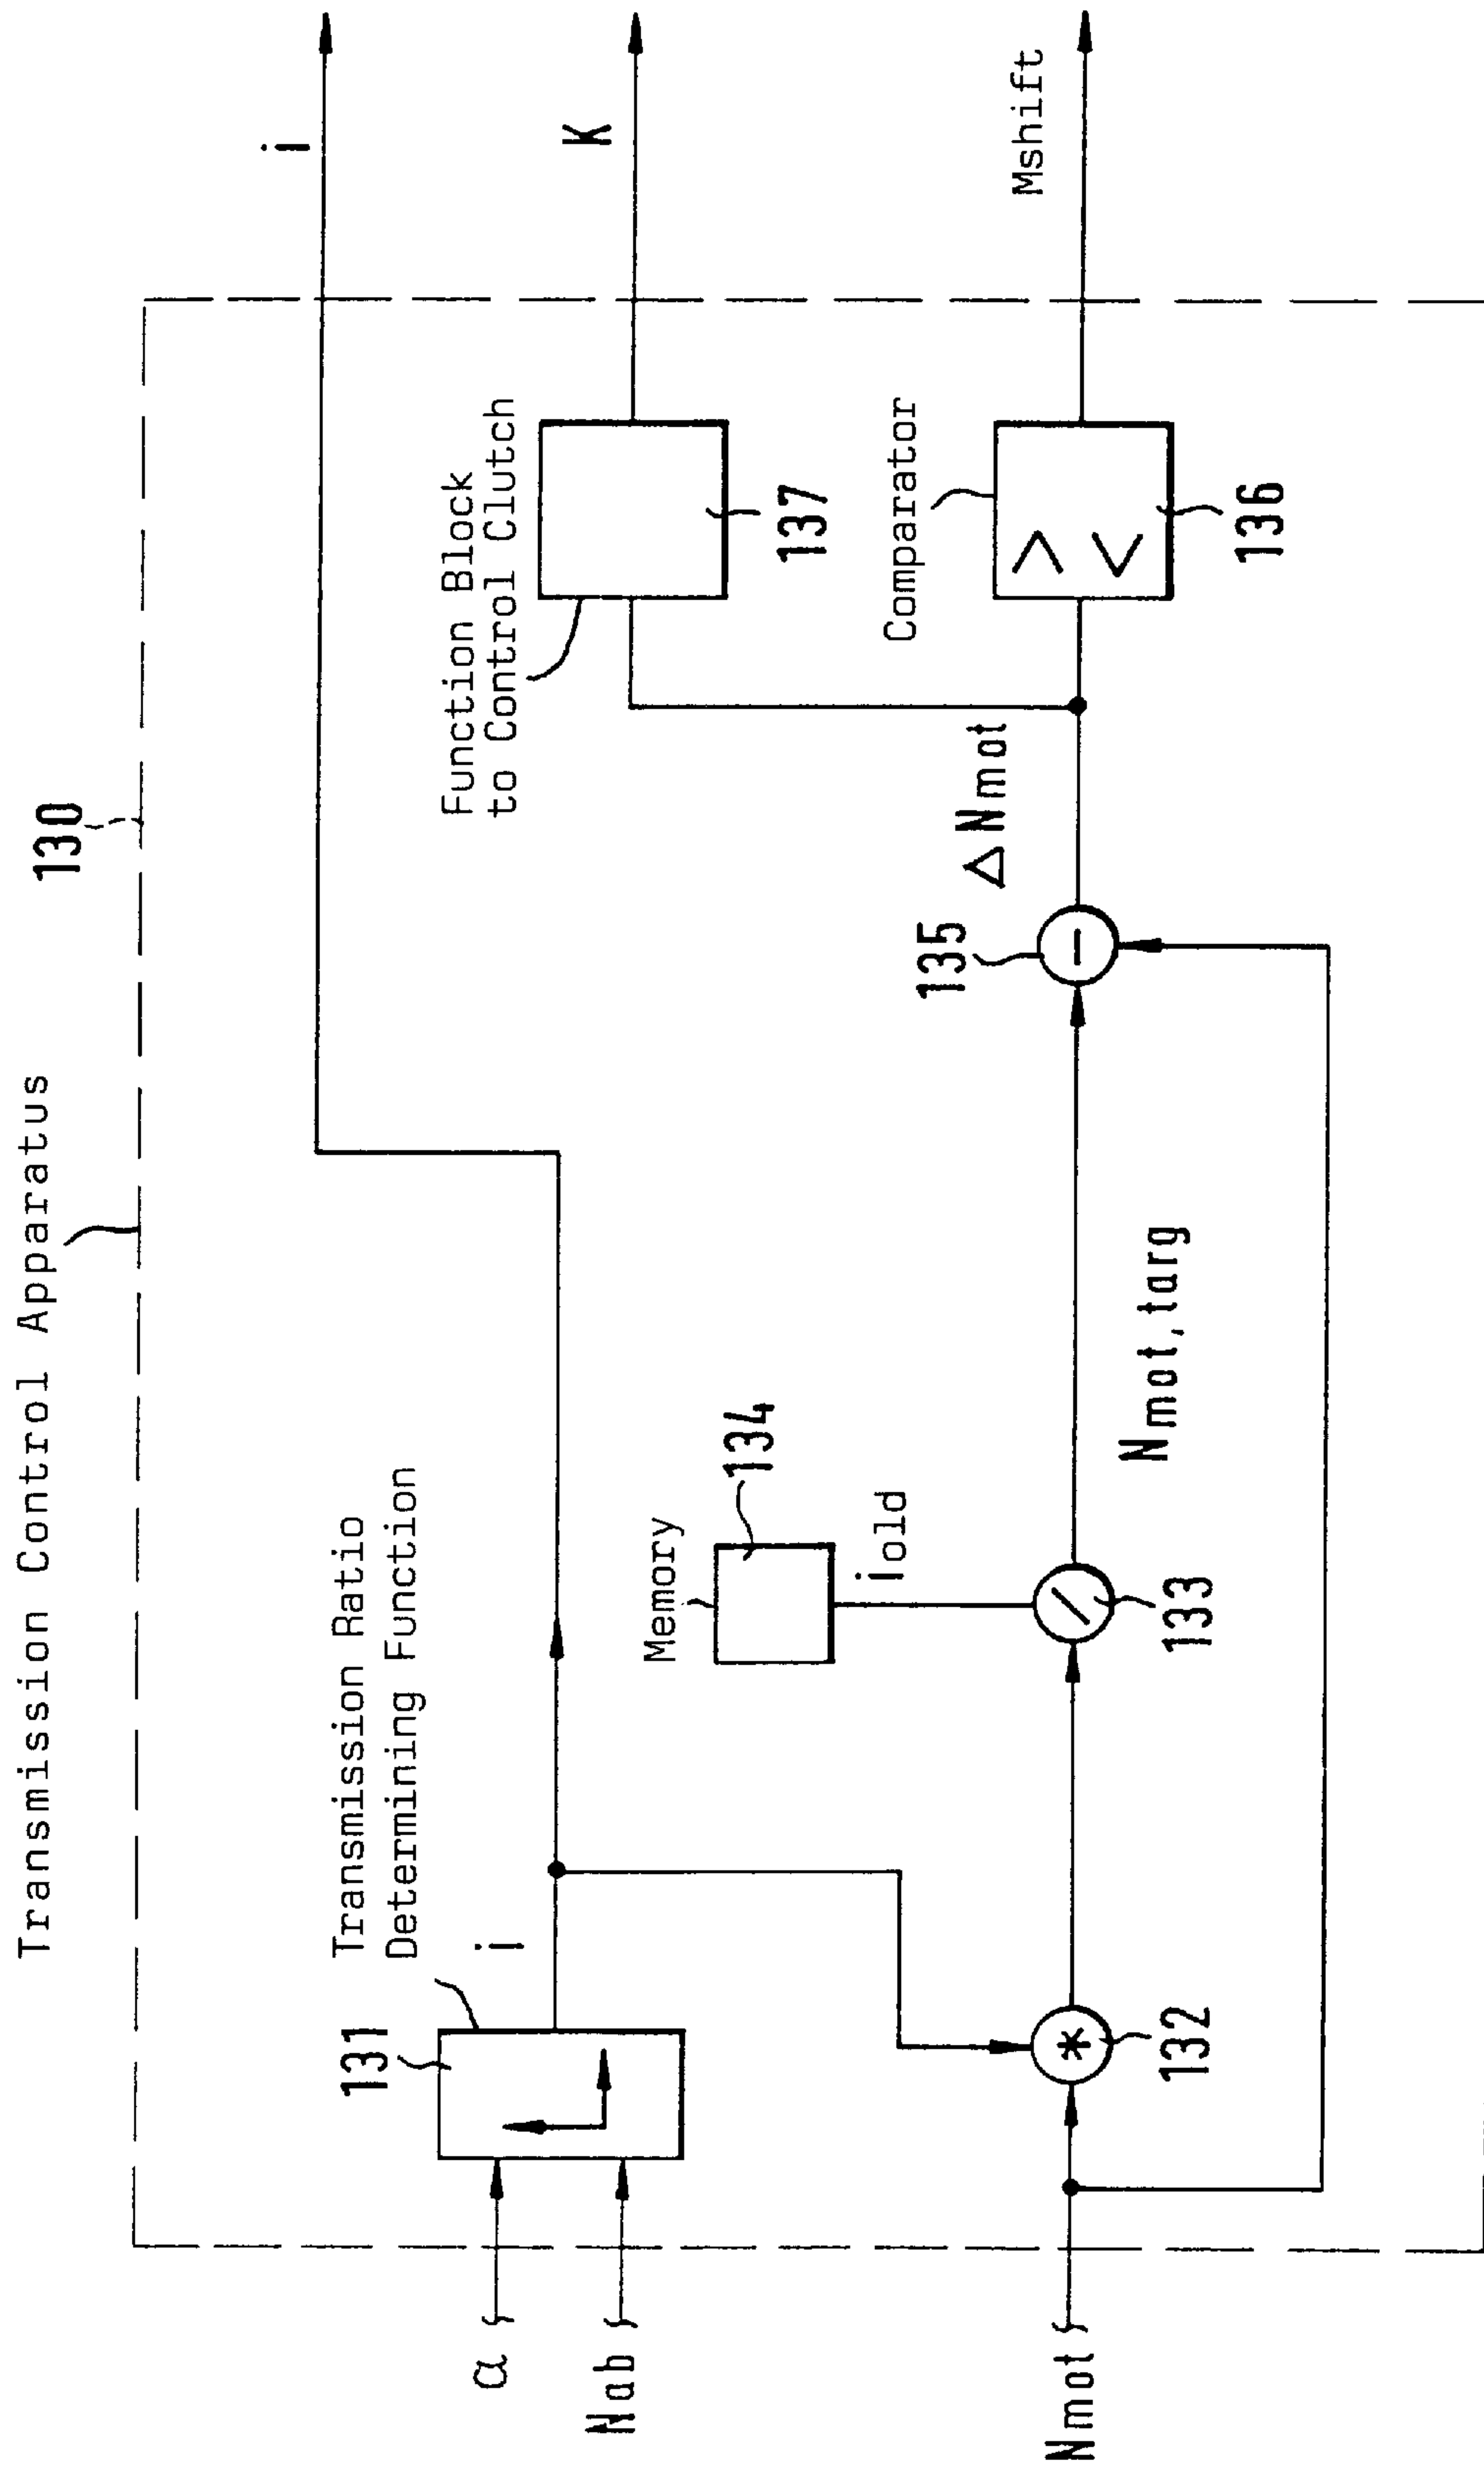 Transmission Control Apparatus
130
i
131
Transmission Ratio
Determining Function
i
α
Nab
Nmot
132
*
133
/
Memory
134
iold
Nmot,targ
135
−
ΔNmot
Function Block
to Control Clutch
137
K
Comparator
>
<
136
Mshift